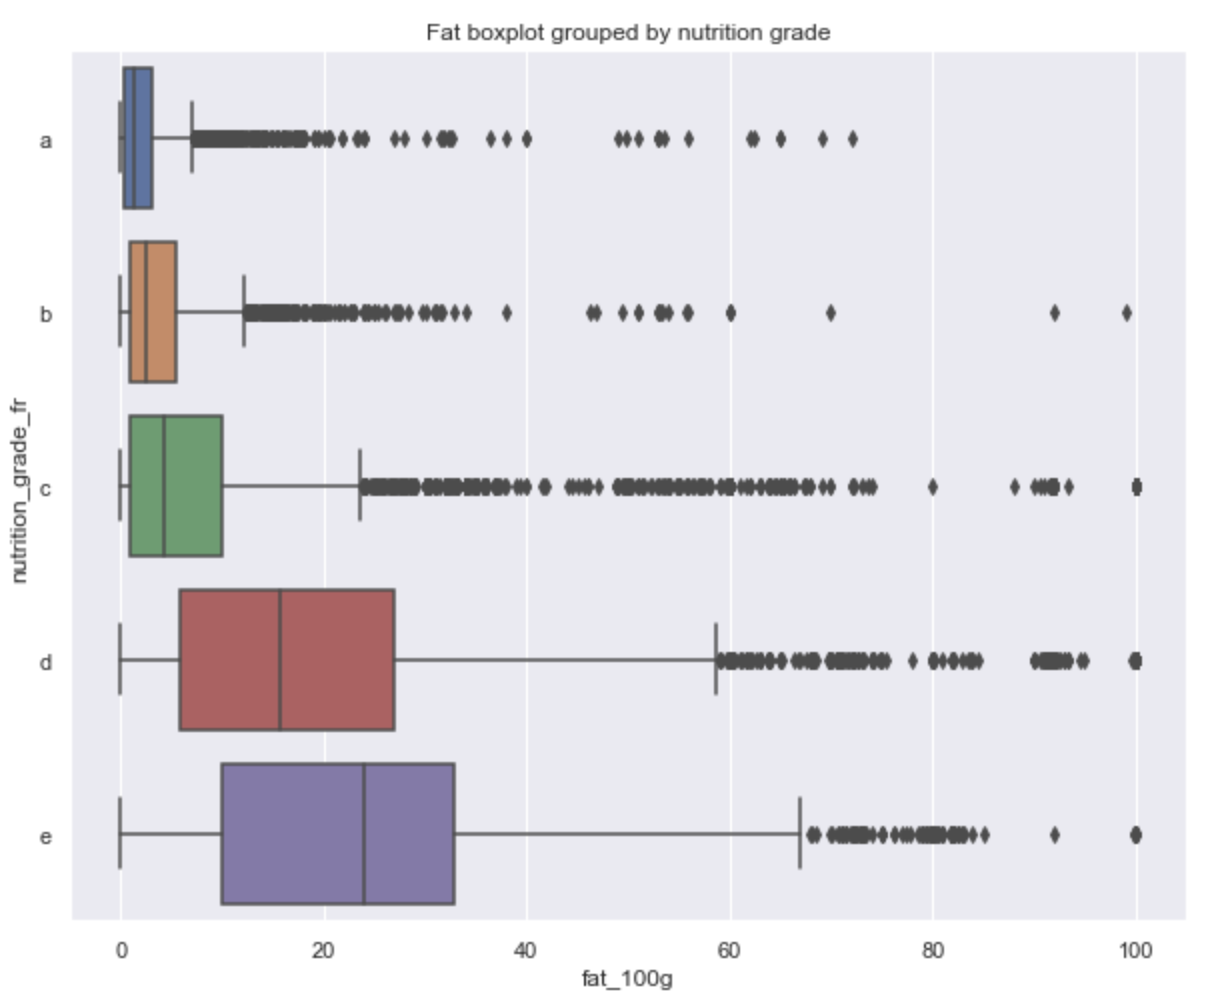 Fat boxplot grouped by nutrition grade
nutrition_grade_fr
a
b
c
d
e
0 20 40 60 80 100
fat_100g